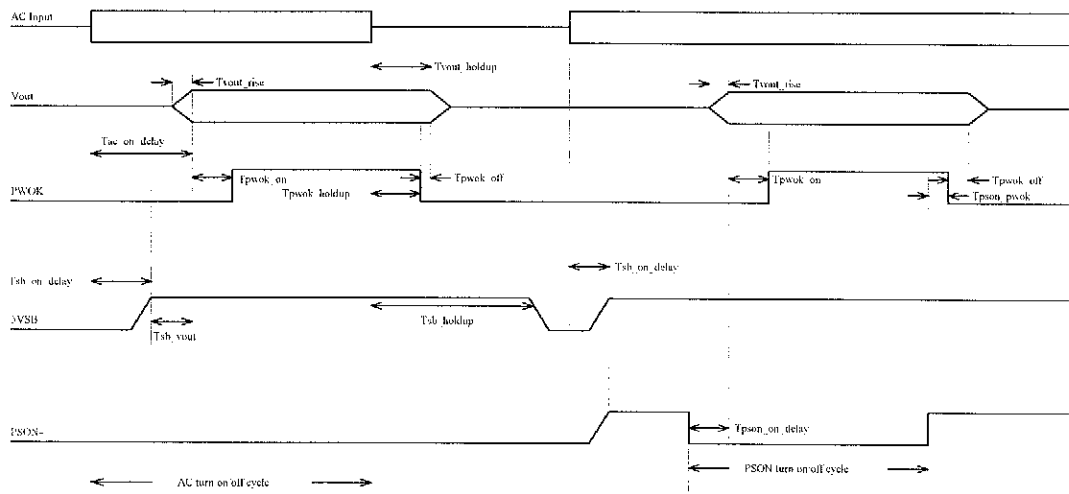 AC Input
Tvout_holdup
Tvout_rise
Tvout_rise
Vout
Tac_on_delay
Tpwok_on
Tpwok_off
Tpwok_on
Tpwok_off
PWOK
Tpwok_holdup
Tpson_pwok
Tsb_on_delay
Tsb_on_delay
5VSB
Tsb_holdup
Tsb_vout
PSON-
Tpson_on_delay
AC turn on/off cycle
PSON turn on/off cycle